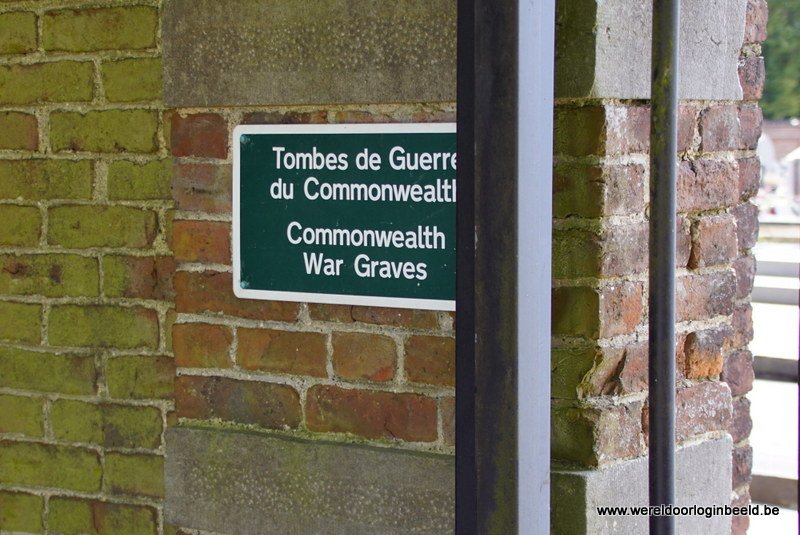 Tombes de Guerre
du Commonwealth
Commonwealth
War Graves
www.wereldoorloginbeeld.be